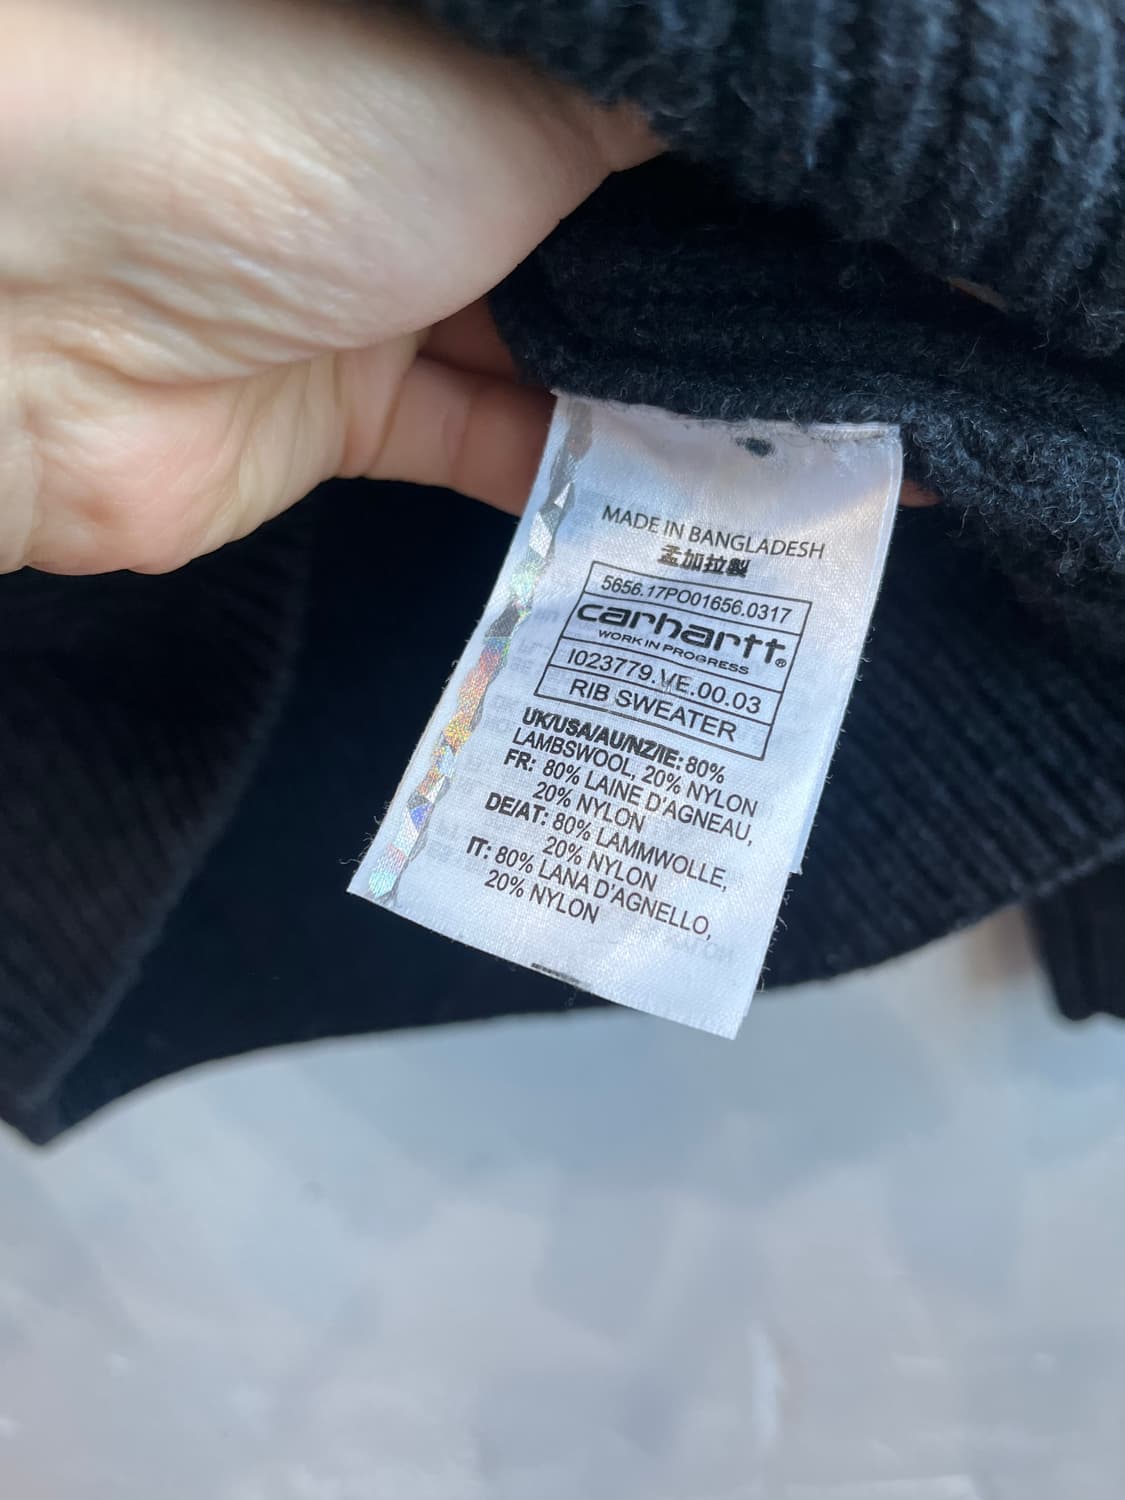 MADE IN BANGLADESH
孟加拉製
5656.17PO01656.0317
carhartt®
WORK IN PROGRESS
I023779.VE.00.03
RIB SWEATER
UK/USA/AU/NZ/IE: 80%
LAMBSWOOL, 20% NYLON
FR: 80% LAINE D'AGNEAU,
20% NYLON
DE/AT: 80% LAMMWOLLE,
20% NYLON
IT: 80% LANA D'AGNELLO,
20% NYLON